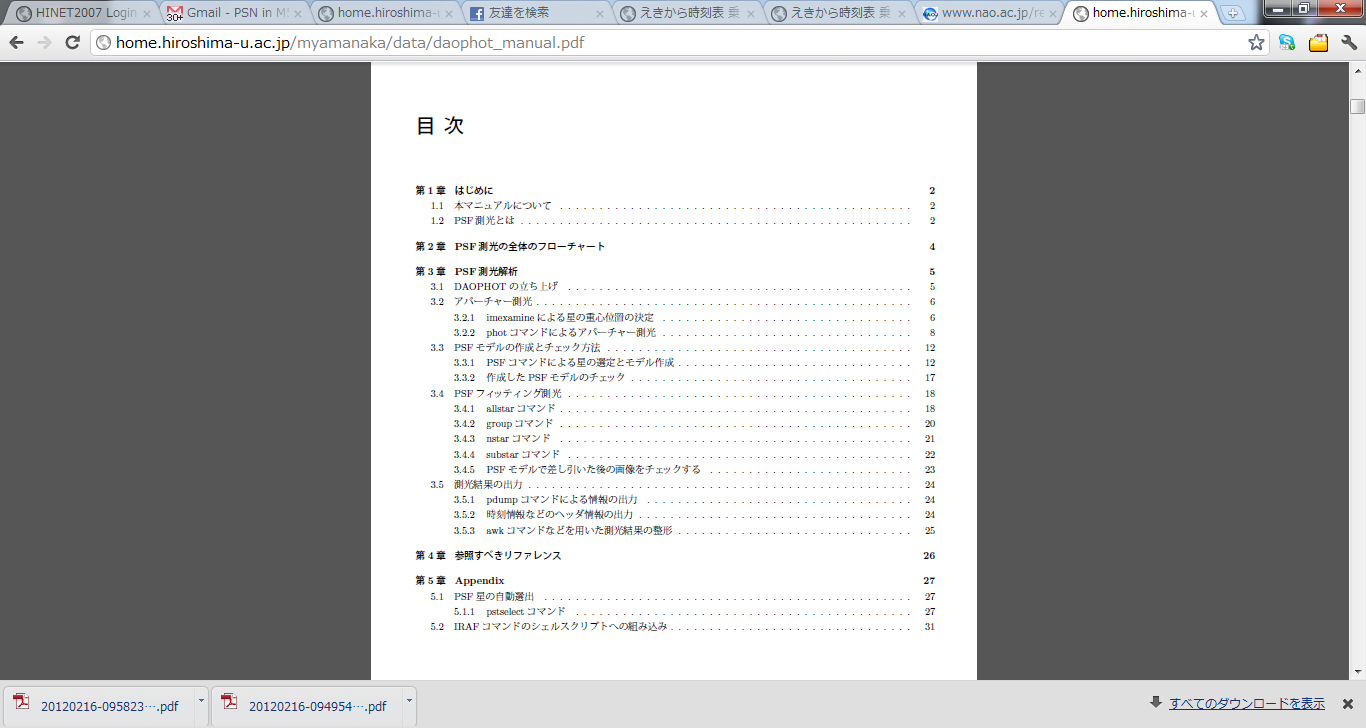 HINET2007 Login
Gmail - PSN in M
home.hiroshima-u
友達を検索
えきから時刻表 乗
えきから時刻表 乗
www.nao.ac.jp/re
home.hiroshima-u
30+
home.hiroshima-u.ac.jp/myamanaka/data/daophot_manual.pdf
目 次
第 1 章 はじめに 2
1.1 本マニュアルについて . . . . . . . . . . 2
1.2 PSF 測光とは . . . . . . . . . . 2
第 2 章 PSF 測光の全体のフローチャート 4
第 3 章 PSF 測光解析 5
3.1 DAOPHOT の立ち上げ . . . . . . . . . . 5
3.2 アパーチャー測光 . . . . . . . . . . 6
3.2.1 imexamine による星の重心位置の決定 . . . . . . . . . . 6
3.2.2 phot コマンドによるアパーチャー測光 . . . . . . . . . . 8
3.3 PSF モデルの作成とチェック方法 . . . . . . . . . . 12
3.3.1 PSF コマンドによる星の選定とモデル作成 . . . . . . . . . . 12
3.3.2 作成した PSF モデルのチェック . . . . . . . . . . 17
3.4 PSF フィッティング測光 . . . . . . . . . . 18
3.4.1 allstar コマンド . . . . . . . . . . 18
3.4.2 group コマンド . . . . . . . . . . 20
3.4.3 nstar コマンド . . . . . . . . . . 21
3.4.4 substar コマンド . . . . . . . . . . 22
3.4.5 PSF モデルで差し引いた後の画像をチェックする . . . . . . . . . . 23
3.5 測光結果の出力 . . . . . . . . . . 24
3.5.1 pdump コマンドによる情報の出力 . . . . . . . . . . 24
3.5.2 時刻情報などのヘッダ情報の出力 . . . . . . . . . . 24
3.5.3 awk コマンドなどを用いた測光結果の整形 . . . . . . . . . . 25
第 4 章 参照すべきリファレンス 26
第 5 章 Appendix 27
5.1 PSF 星の自動選出 . . . . . . . . . . 27
5.1.1 pstselect コマンド . . . . . . . . . . 27
5.2 IRAF コマンドのシェルスクリプトへの組み込み . . . . . . . . . . 31
20120216-095823….pdf
20120216-094954….pdf
すべてのダウンロードを表示